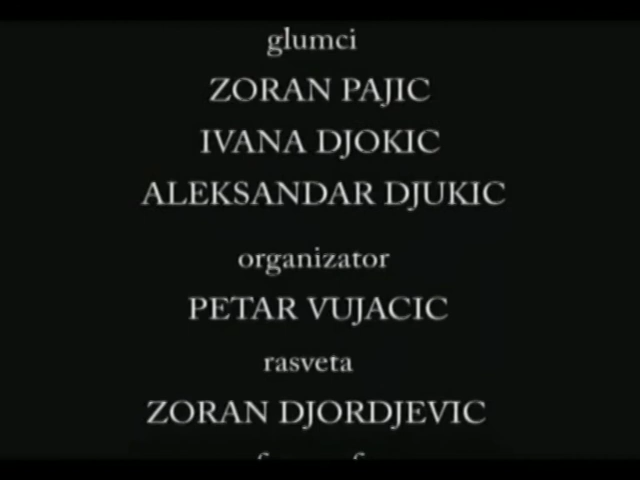 glumci
ZORAN PAJIC
IVANA DJOKIC
ALEKSANDAR DJUKIC
organizator
PETAR VUJACIC
rasveta
ZORAN DJORDJEVIC